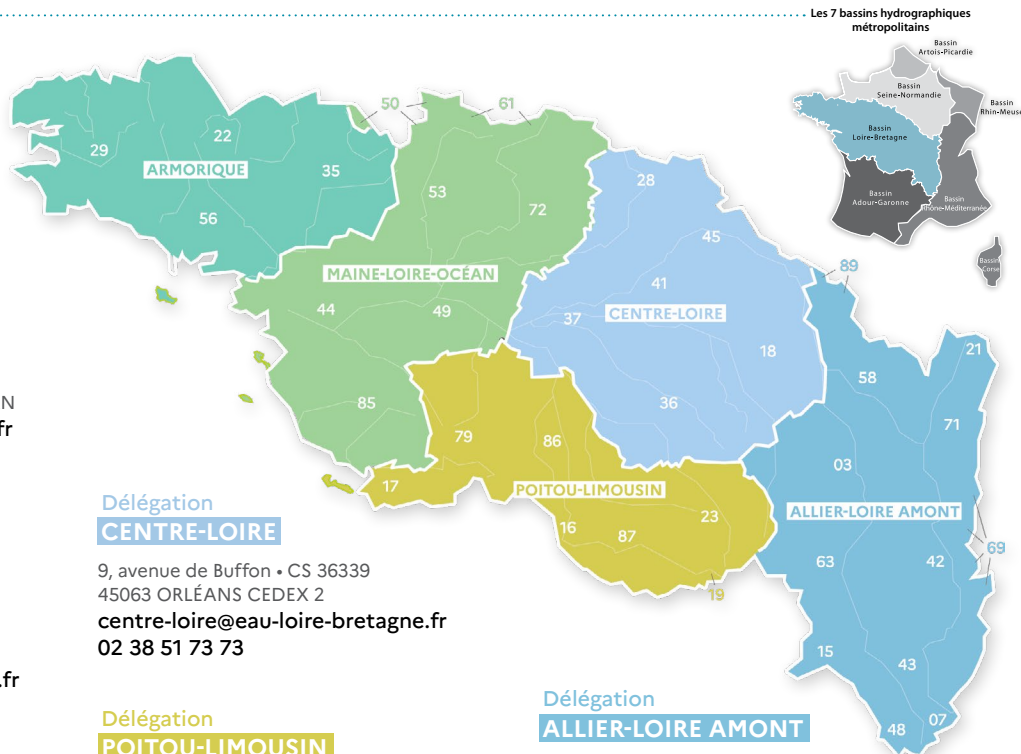 Les 7 bassins hydrographiques
métropolitains
Bassin
Artois-Picardie
Bassin
Seine-Normandie
Bassin
Rhin-Meuse
Bassin
Loire-Bretagne
Bassin
Adour-Garonne
Bassin
Rhône-Méditerranée
Bassin
Corse
50
61
29
22
35
ARMORIQUE
56
53
72
28
45
MAINE-LOIRE-OCÉAN
44
49
41
37
CENTRE-LOIRE
18
36
89
21
58
71
85
79
86
03
17
POITOU-LIMOUSIN
16
87
23
19
ALLIER-LOIRE AMONT
63
42
69
15
43
48
07
N
fr
.fr
Délégation
CENTRE-LOIRE
9, avenue de Buffon • CS 36339
45063 ORLÉANS CEDEX 2
centre-loire@eau-loire-bretagne.fr
02 38 51 73 73
Délégation
POITOU-LIMOUSIN
Délégation
ALLIER-LOIRE AMONT